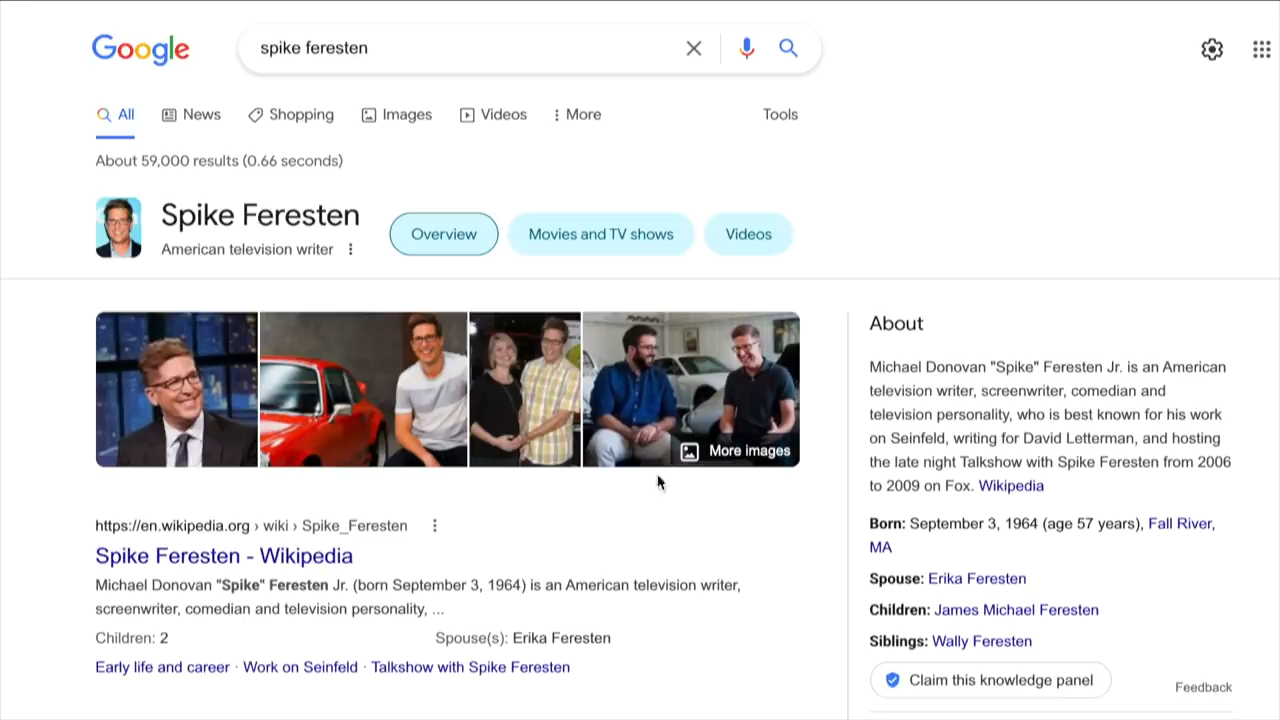 Google
spike feresten
All
News
Shopping
Images
Videos
More
Tools
About 59,000 results (0.66 seconds)
Spike Feresten
American television writer
Overview
Movies and TV shows
Videos
More images
https://en.wikipedia.org › wiki › Spike_Feresten
Spike Feresten - Wikipedia
Michael Donovan "Spike" Feresten Jr. (born September 3, 1964) is an American television writer,
screenwriter, comedian and television personality, ...
Children: 2
Spouse(s): Erika Feresten
Early life and career · Work on Seinfeld · Talkshow with Spike Feresten
About
Michael Donovan "Spike" Feresten Jr. is an American
television writer, screenwriter, comedian and
television personality, who is best known for his work
on Seinfeld, writing for David Letterman, and hosting
the late night Talkshow with Spike Feresten from 2006
to 2009 on Fox. Wikipedia
Born: September 3, 1964 (age 57 years), Fall River,
MA
Spouse: Erika Feresten
Children: James Michael Feresten
Siblings: Wally Feresten
Claim this knowledge panel
Feedback